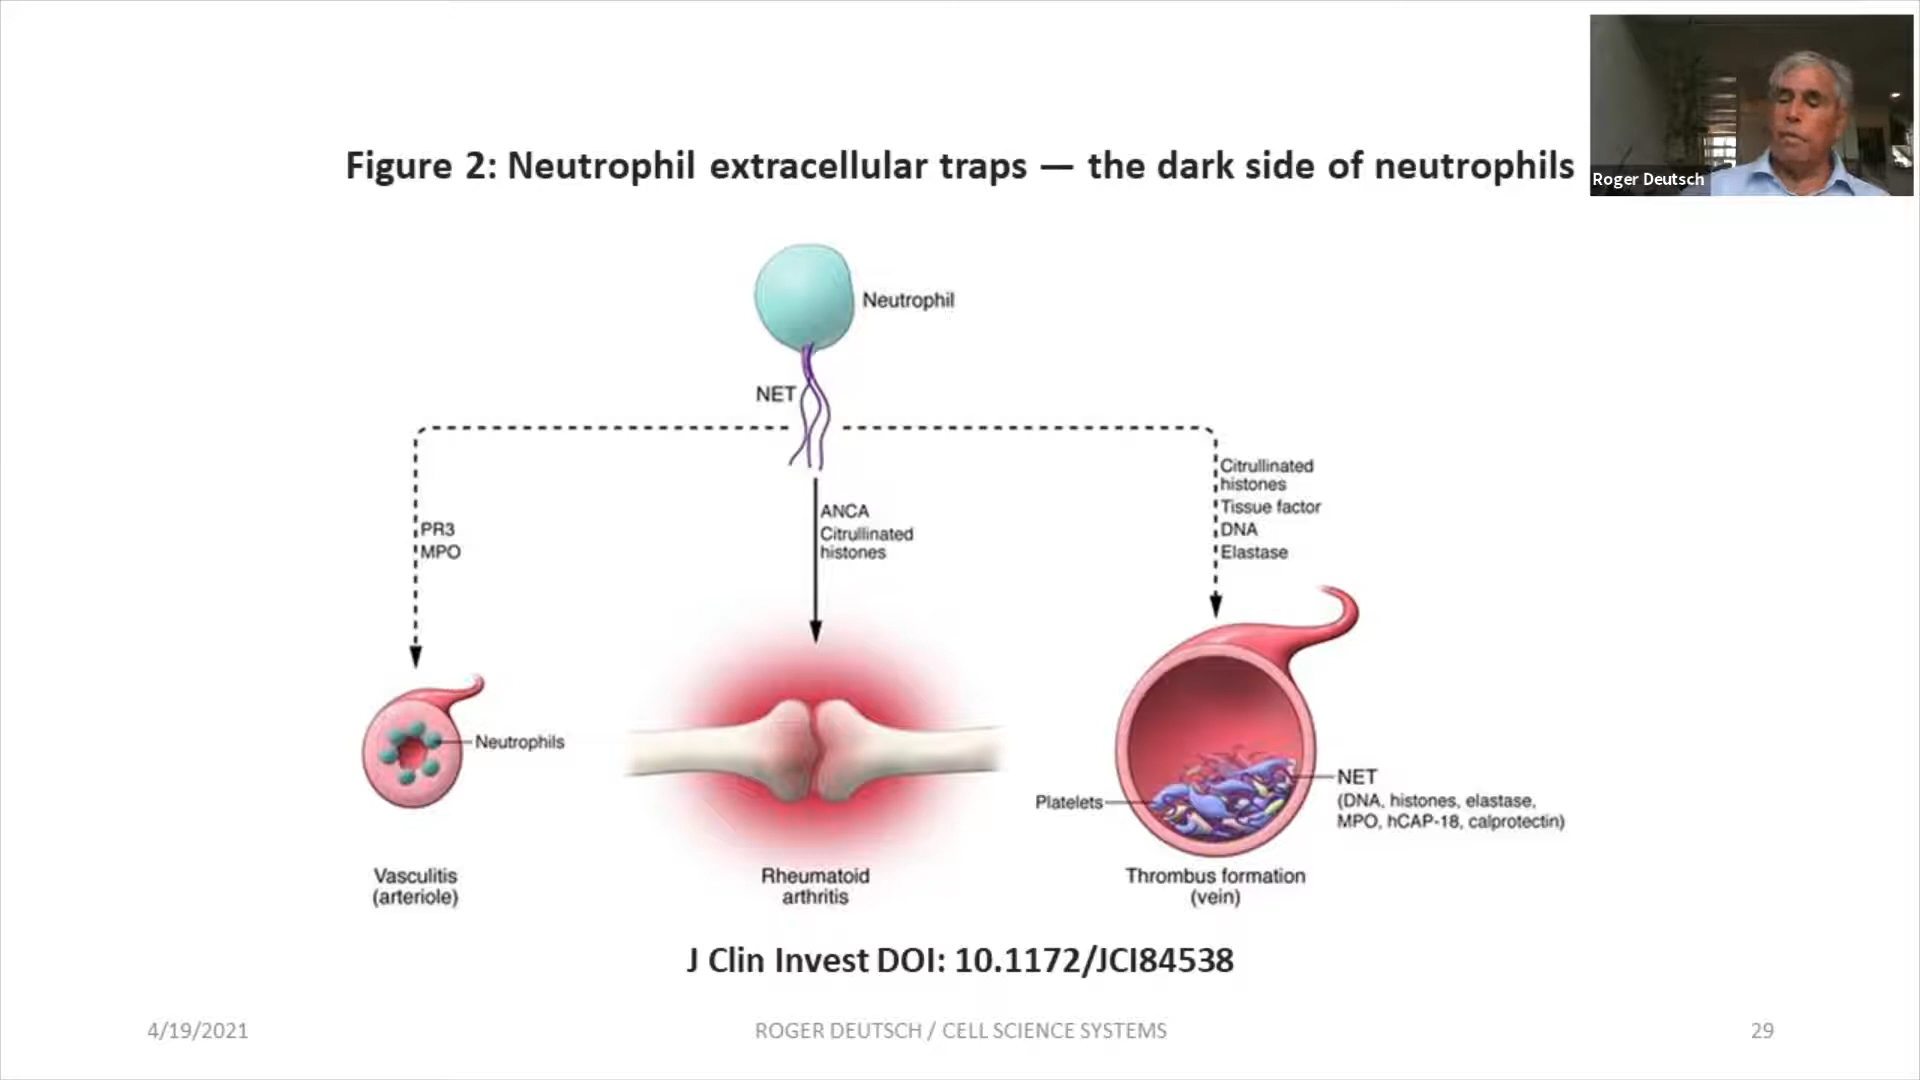 Figure 2: Neutrophil extracellular traps — the dark side of neutrophils
Roger Deutsch
Neutrophil
NET
PR3
MPO
ANCA
Citrullinated
histones
Citrullinated
histones
Tissue factor
DNA
Elastase
Neutrophils
Platelets
NET
(DNA, histones, elastase,
MPO, hCAP-18, calprotectin)
Vasculitis
(arteriole)
Rheumatoid
arthritis
Thrombus formation
(vein)
J Clin Invest DOI: 10.1172/JCI84538
4/19/2021
ROGER DEUTSCH / CELL SCIENCE SYSTEMS
29